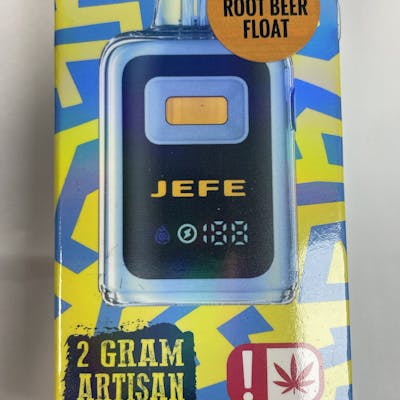 ROOT BEER
FLOAT
JEFE
188
2 GRAM
ARTISAN
!